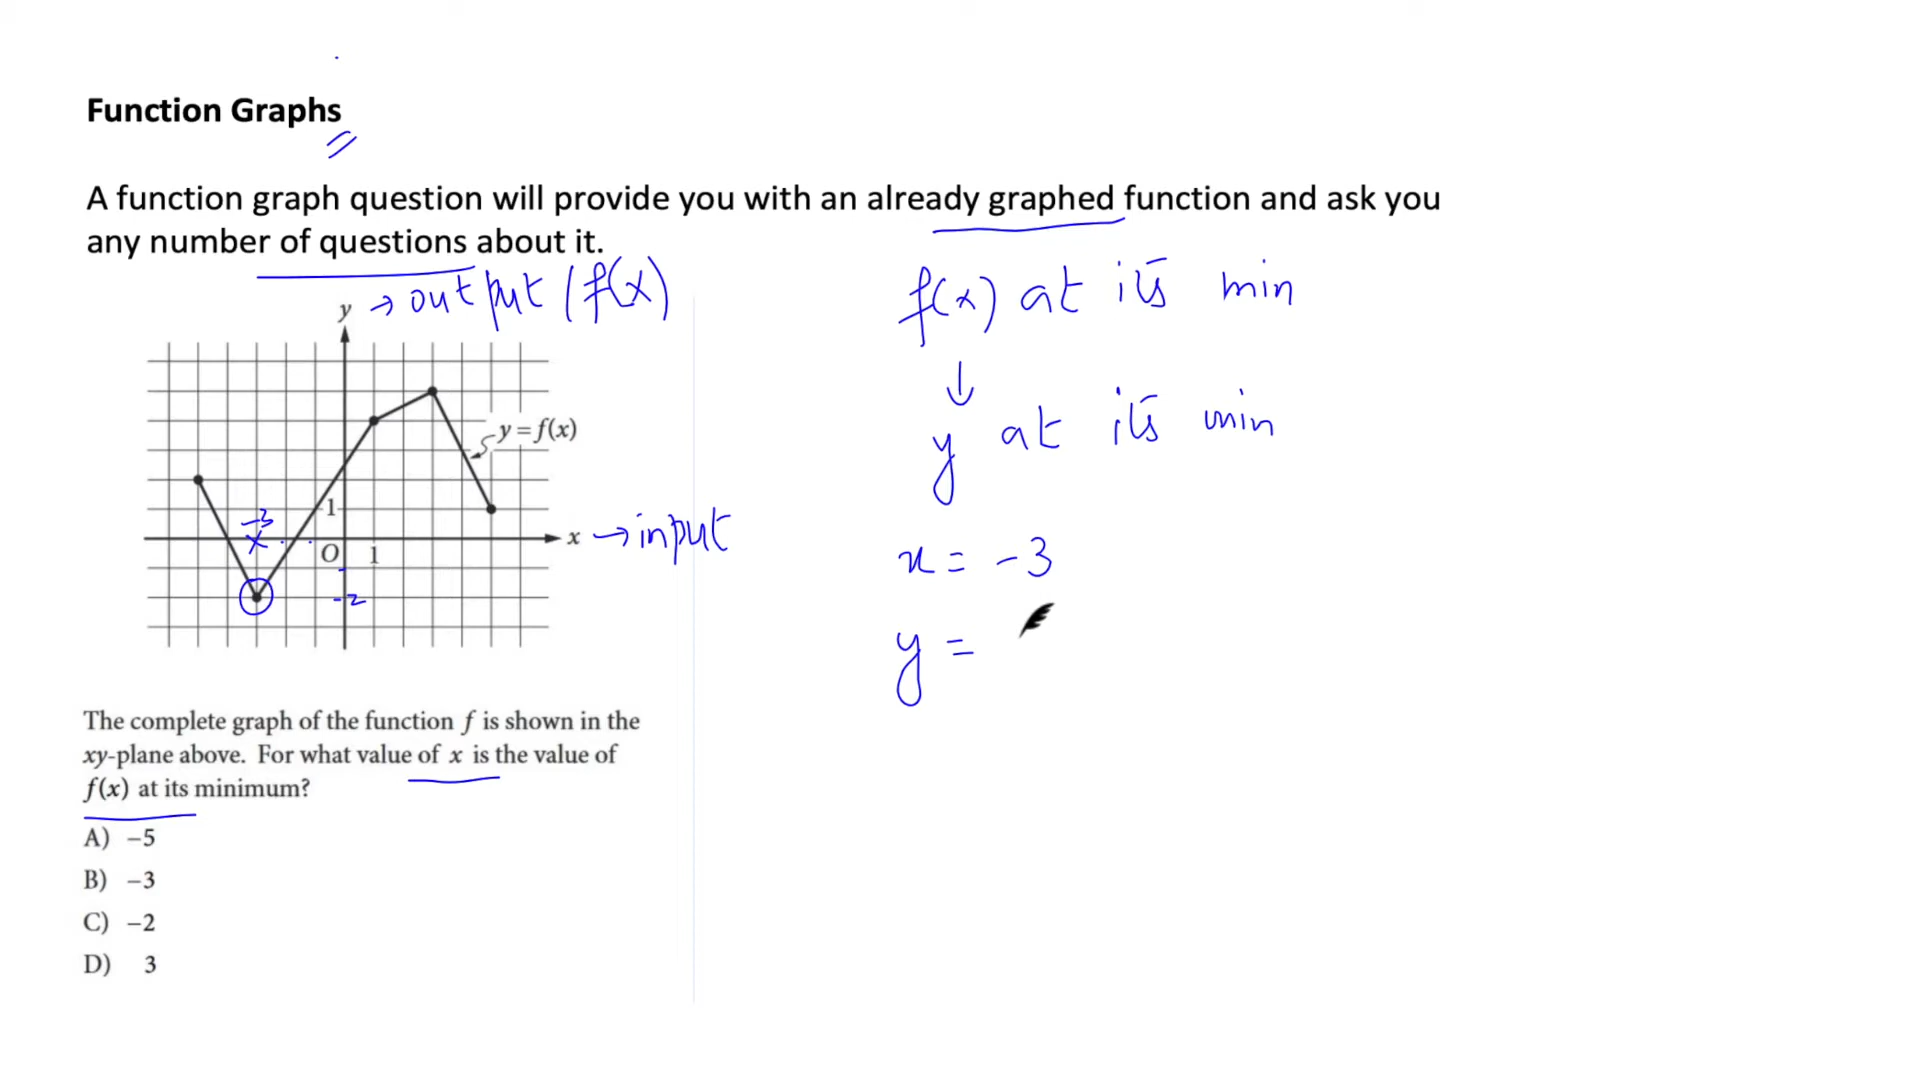 Function Graphs
A function graph question will provide you with an already graphed function and ask you
any number of questions about it.
y → output / f(x)
y = f(x)
-3
1
x → input
O 1
-2
The complete graph of the function f is shown in the
xy-plane above. For what value of x is the value of
f(x) at its minimum?
A) −5
B) −3
C) −2
D) 3
f(x) at its min
↓
y at its min
x = -3
y =